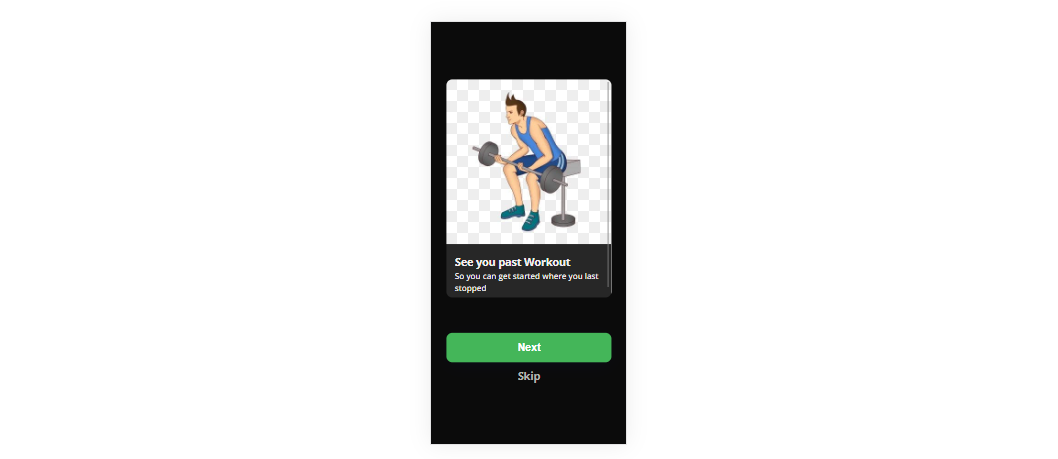 See you past Workout
So you can get started where you last
stopped
Next
Skip